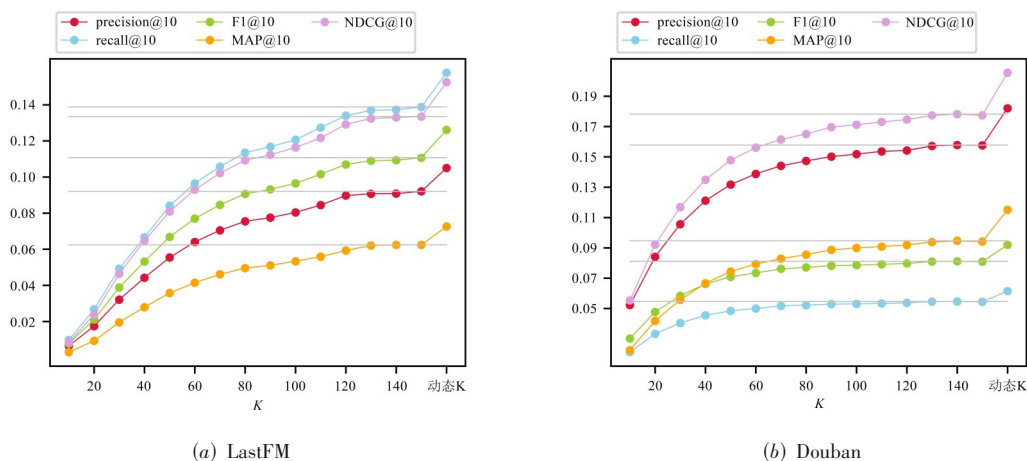 precision@10 F1@10 NDCG@10
recall@10 MAP@10
0.14
0.12
0.10
0.08
0.06
0.04
0.02
20 40 60 80 100 120 140 动态K
K
(a) LastFM
precision@10 F1@10 NDCG@10
recall@10 MAP@10
0.19
0.17
0.15
0.13
0.11
0.09
0.07
0.05
20 40 60 80 100 120 140 动态K
K
(b) Douban